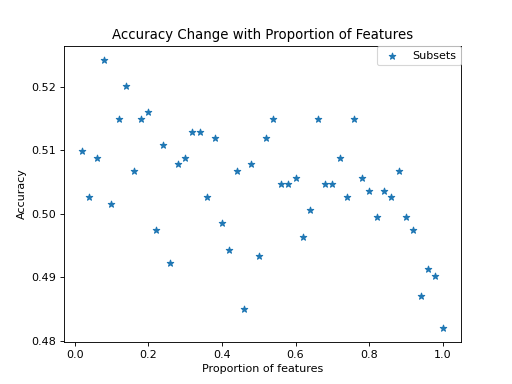 Accuracy Change with Proportion of Features
Subsets
0.52
0.51
0.50
0.49
0.48
Accuracy
0.0 0.2 0.4 0.6 0.8 1.0
Proportion of features